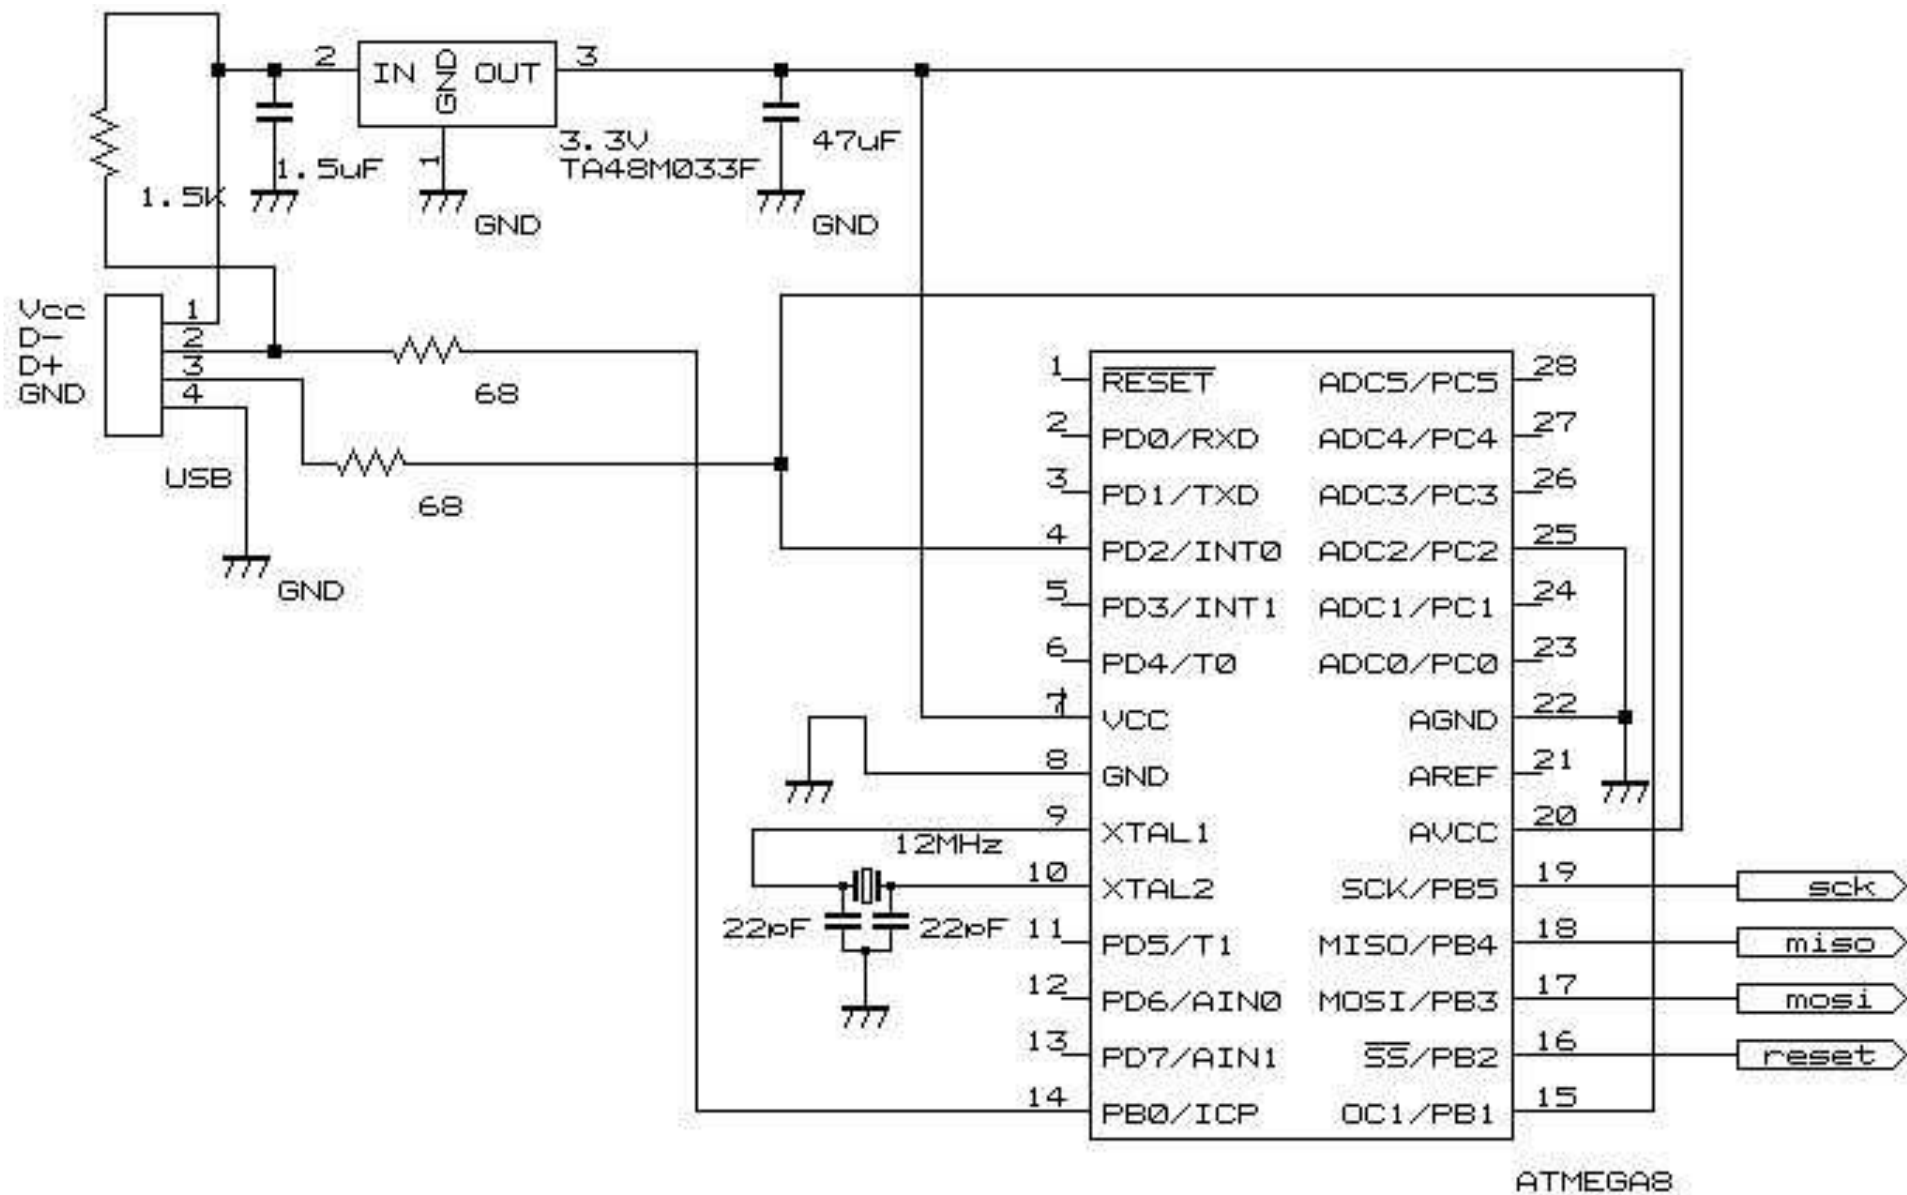 2
IN
GND
OUT
3
1
3.3V
TA48M033F
1.5uF
47uF
1.5K
GND
GND
Vcc
1
D-
2
D+
3
GND
4
68
USB
68
GND
1
RESET
ADC5/PC5
28
2
PD0/RXD
ADC4/PC4
27
3
PD1/TXD
ADC3/PC3
26
4
PD2/INT0
ADC2/PC2
25
5
PD3/INT1
ADC1/PC1
24
6
PD4/T0
ADC0/PC0
23
7
VCC
AGND
22
8
GND
AREF
21
9
XTAL1
AVCC
20
12MHz
10
XTAL2
SCK/PB5
19
sck
22pF
22pF
11
PD5/T1
MISO/PB4
18
miso
12
PD6/AIN0
MOSI/PB3
17
mosi
13
PD7/AIN1
SS/PB2
16
reset
14
PB0/ICP
OC1/PB1
15
ATMEGA8